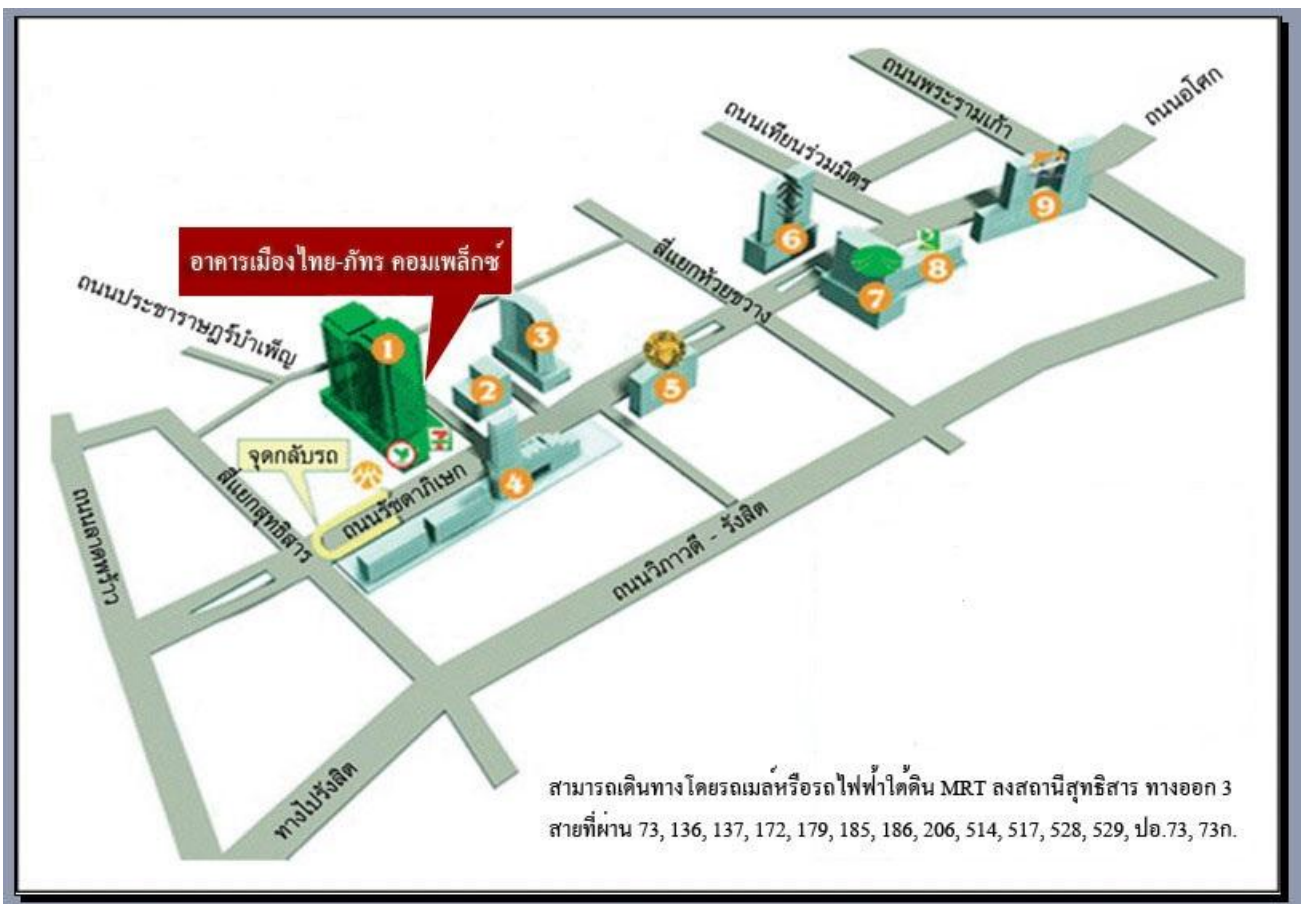 ถนนพระรามเก้า
ถนนอโศก
ถนนเทียนร่วมมิตร
6
9
สี่แยกห้วยขวาง
7
8
อาคารเมืองไทย-ภัทร คอมเพล็กซ์
ถนนประชาราษฎร์บำเพ็ญ
1
3
2
5
4
จุดกลับรถ
สี่แยกสุทธิสาร
ถนนรัชดาภิเษก
ถนนลาดพร้าว
ถนนวิภาวดี - รังสิต
ทางไปรังสิต
สามารถเดินทางโดยรถเมล์หรือรถไฟฟ้าใต้ดิน MRT ลงสถานีสุทธิสาร ทางออก 3
สายที่ผ่าน 73, 136, 137, 172, 179, 185, 186, 206, 514, 517, 528, 529, ปอ.73, 73ก.